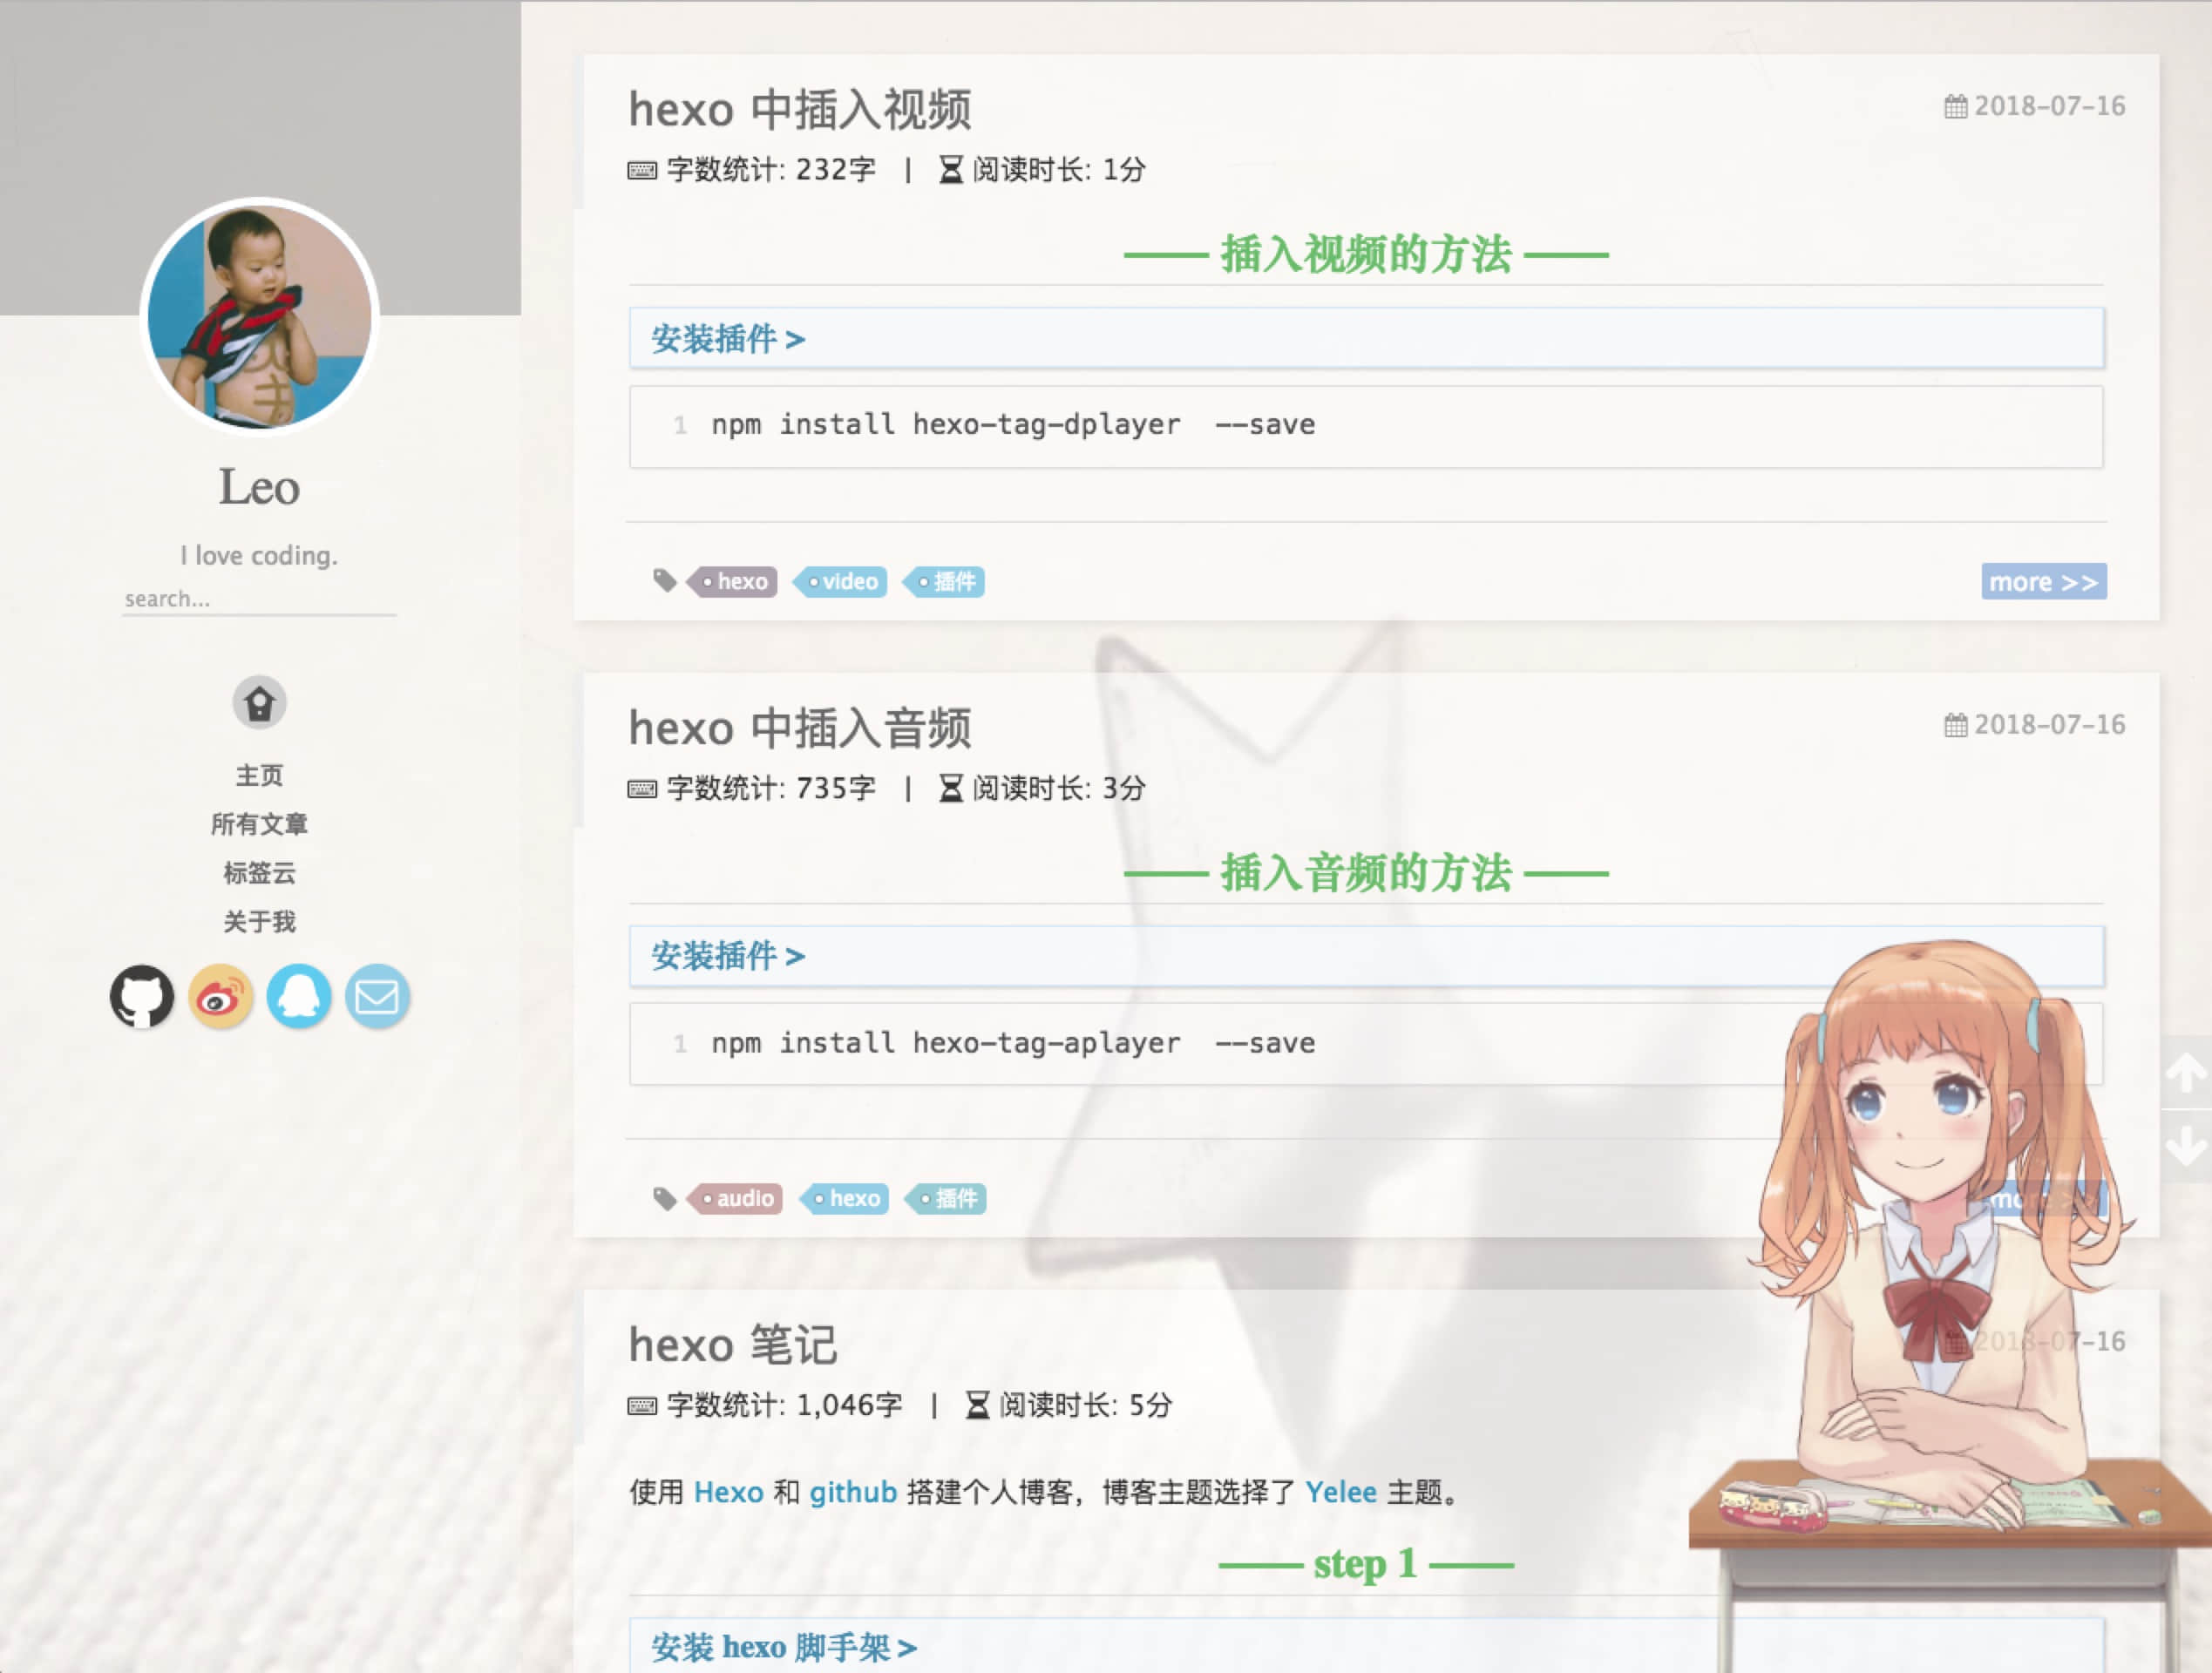 Leo
I love coding.
search...
主页
所有文章
标签云
关于我
hexo 中插入视频
2018-07-16
字数统计: 232字 | 阅读时长: 1分
插入视频的方法
安装插件 >
1 npm install hexo-tag-dplayer --save
hexo video 插件
more >>
hexo 中插入音频
2018-07-16
字数统计: 735字 | 阅读时长: 3分
插入音频的方法
安装插件 >
1 npm install hexo-tag-aplayer --save
audio hexo 插件
more >>
hexo 笔记
2018-07-16
字数统计: 1,046字 | 阅读时长: 5分
使用 Hexo 和 github 搭建个人博客，博客主题选择了 Yelee 主题。
step 1
安装 hexo 脚手架 >